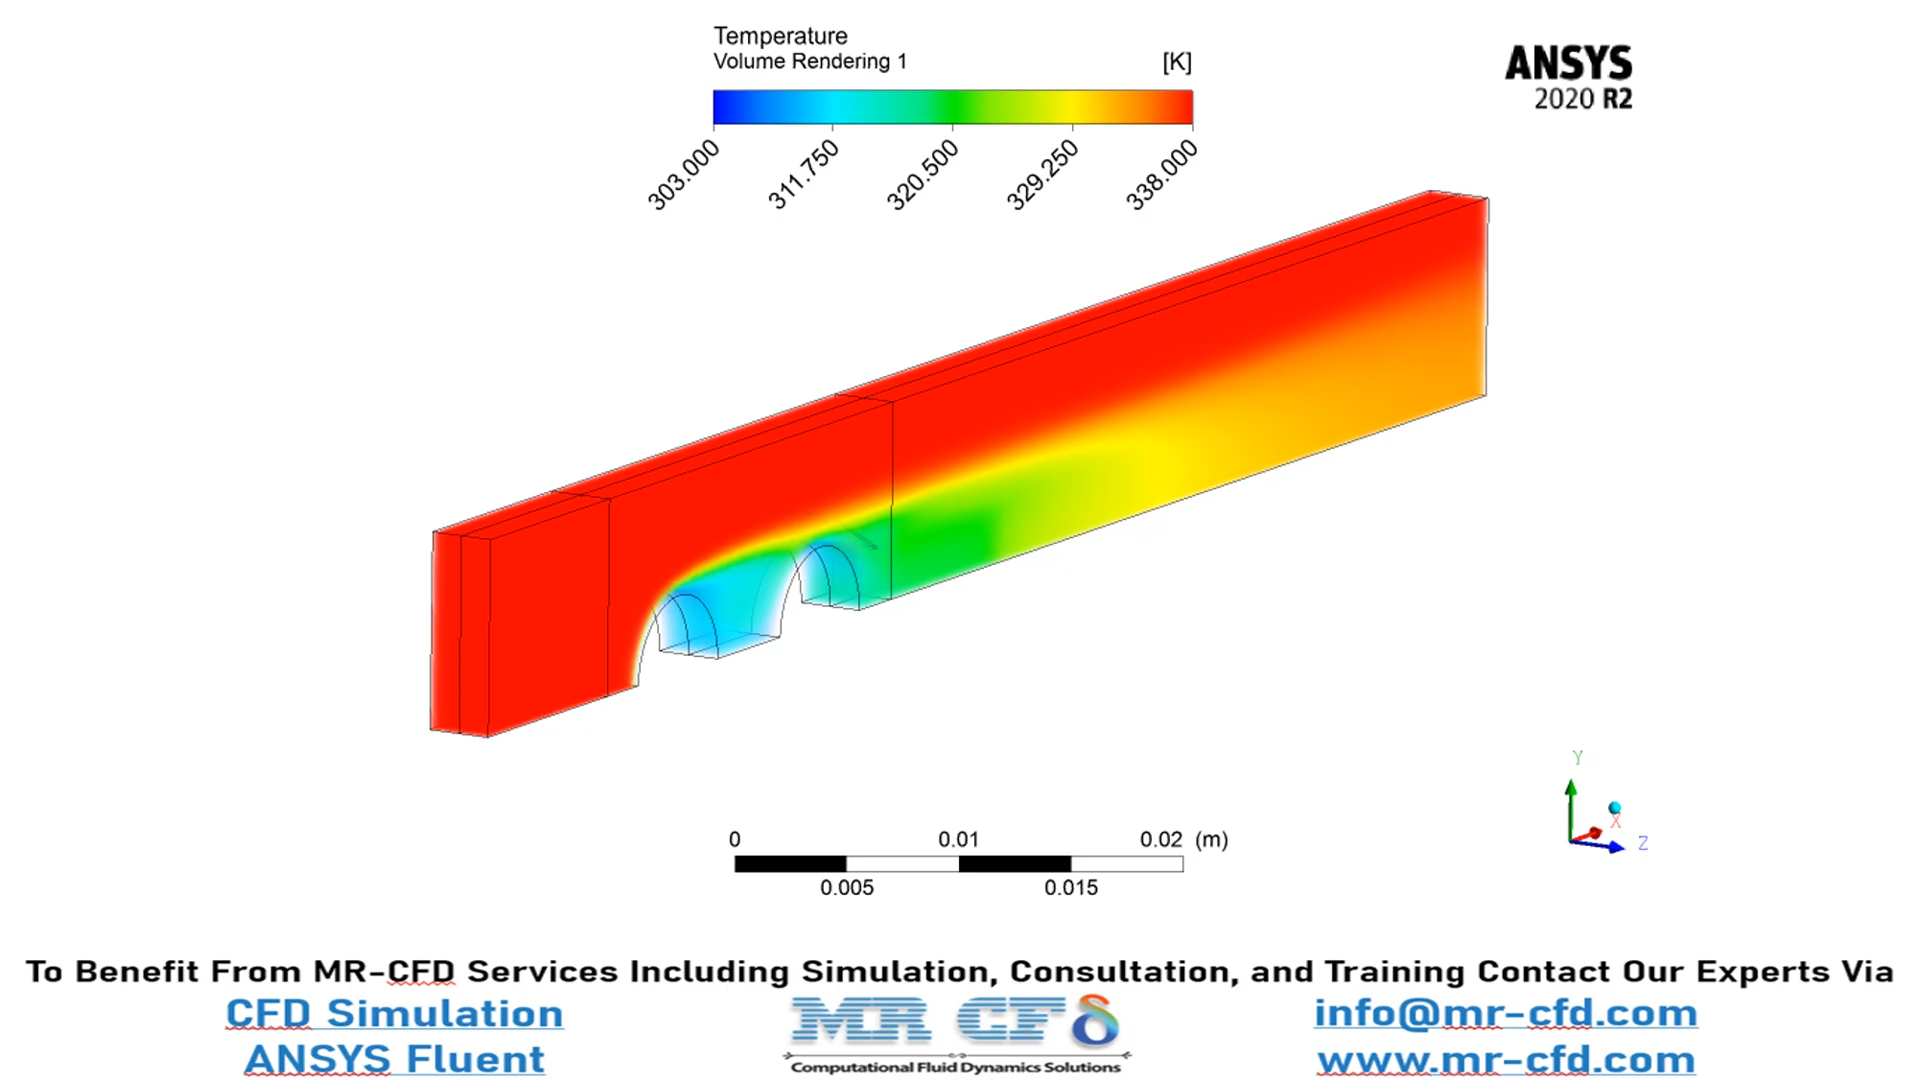 Temperature
Volume Rendering 1 [K]
303.000 311.750 320.500 329.250 338.000
ANSYS
2020 R2
Y
X
Z
0 0.01 0.02 (m)
0.005 0.015
To Benefit From MR-CFD Services Including Simulation, Consultation, and Training Contact Our Experts Via
CFD Simulation
ANSYS Fluent
MR CFδ
Computational Fluid Dynamics Solutions
info@mr-cfd.com
www.mr-cfd.com